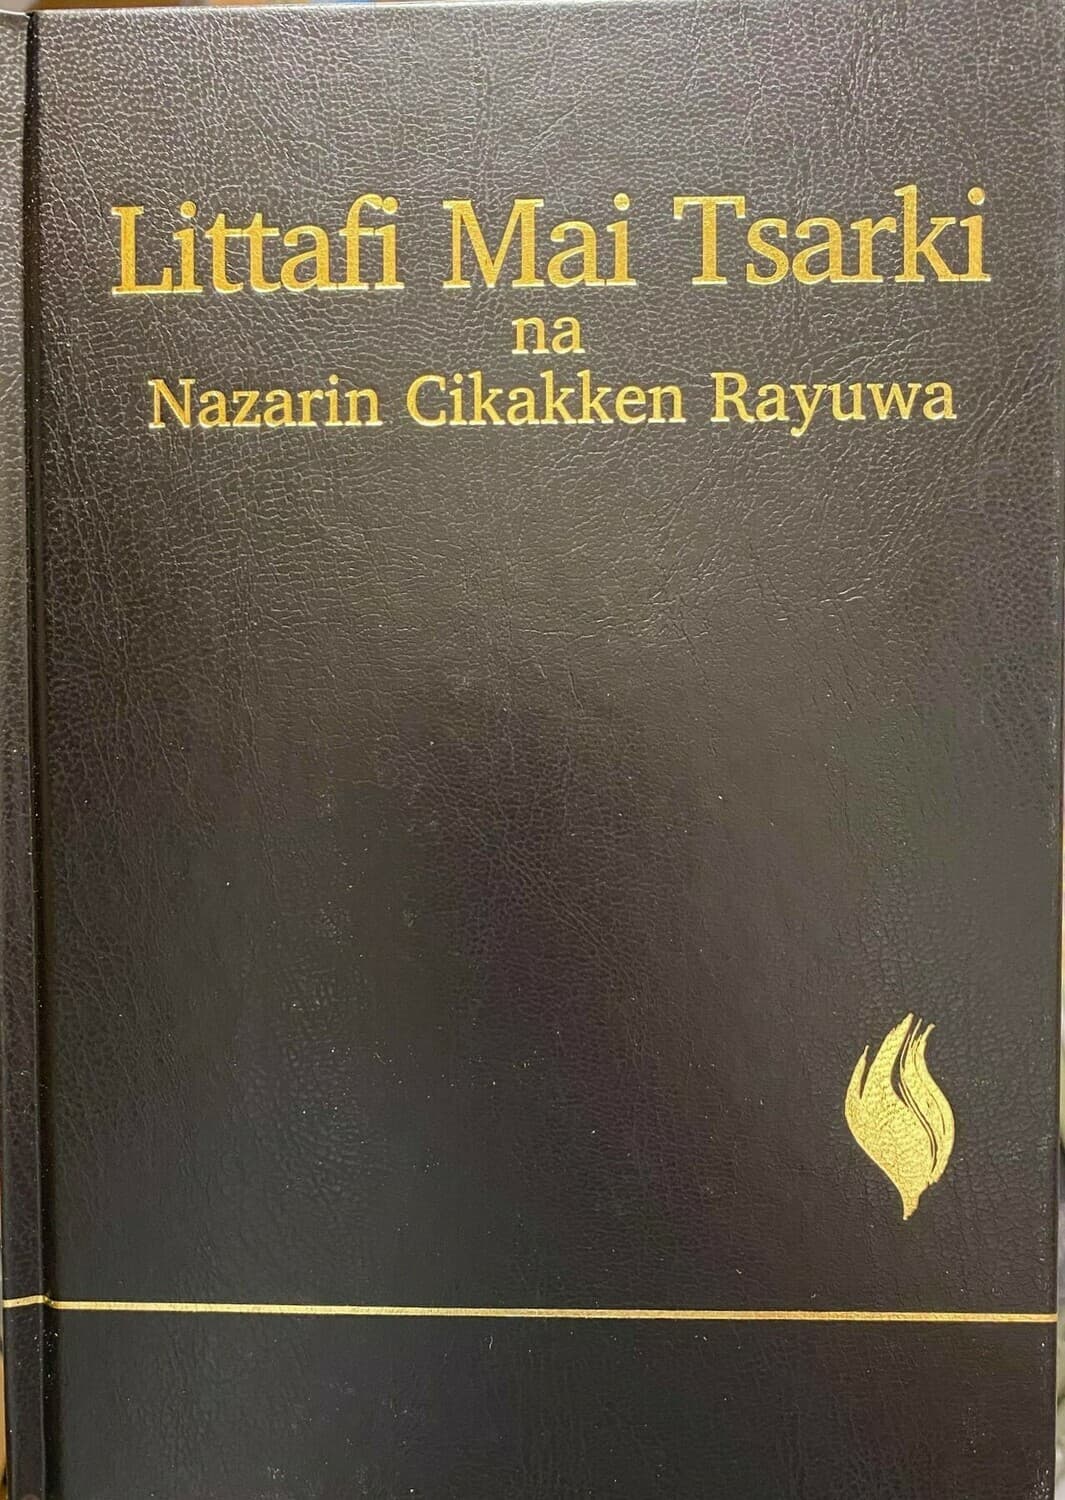 Littafi Mai Tsarki
na
Nazarin Cikakken Rayuwa